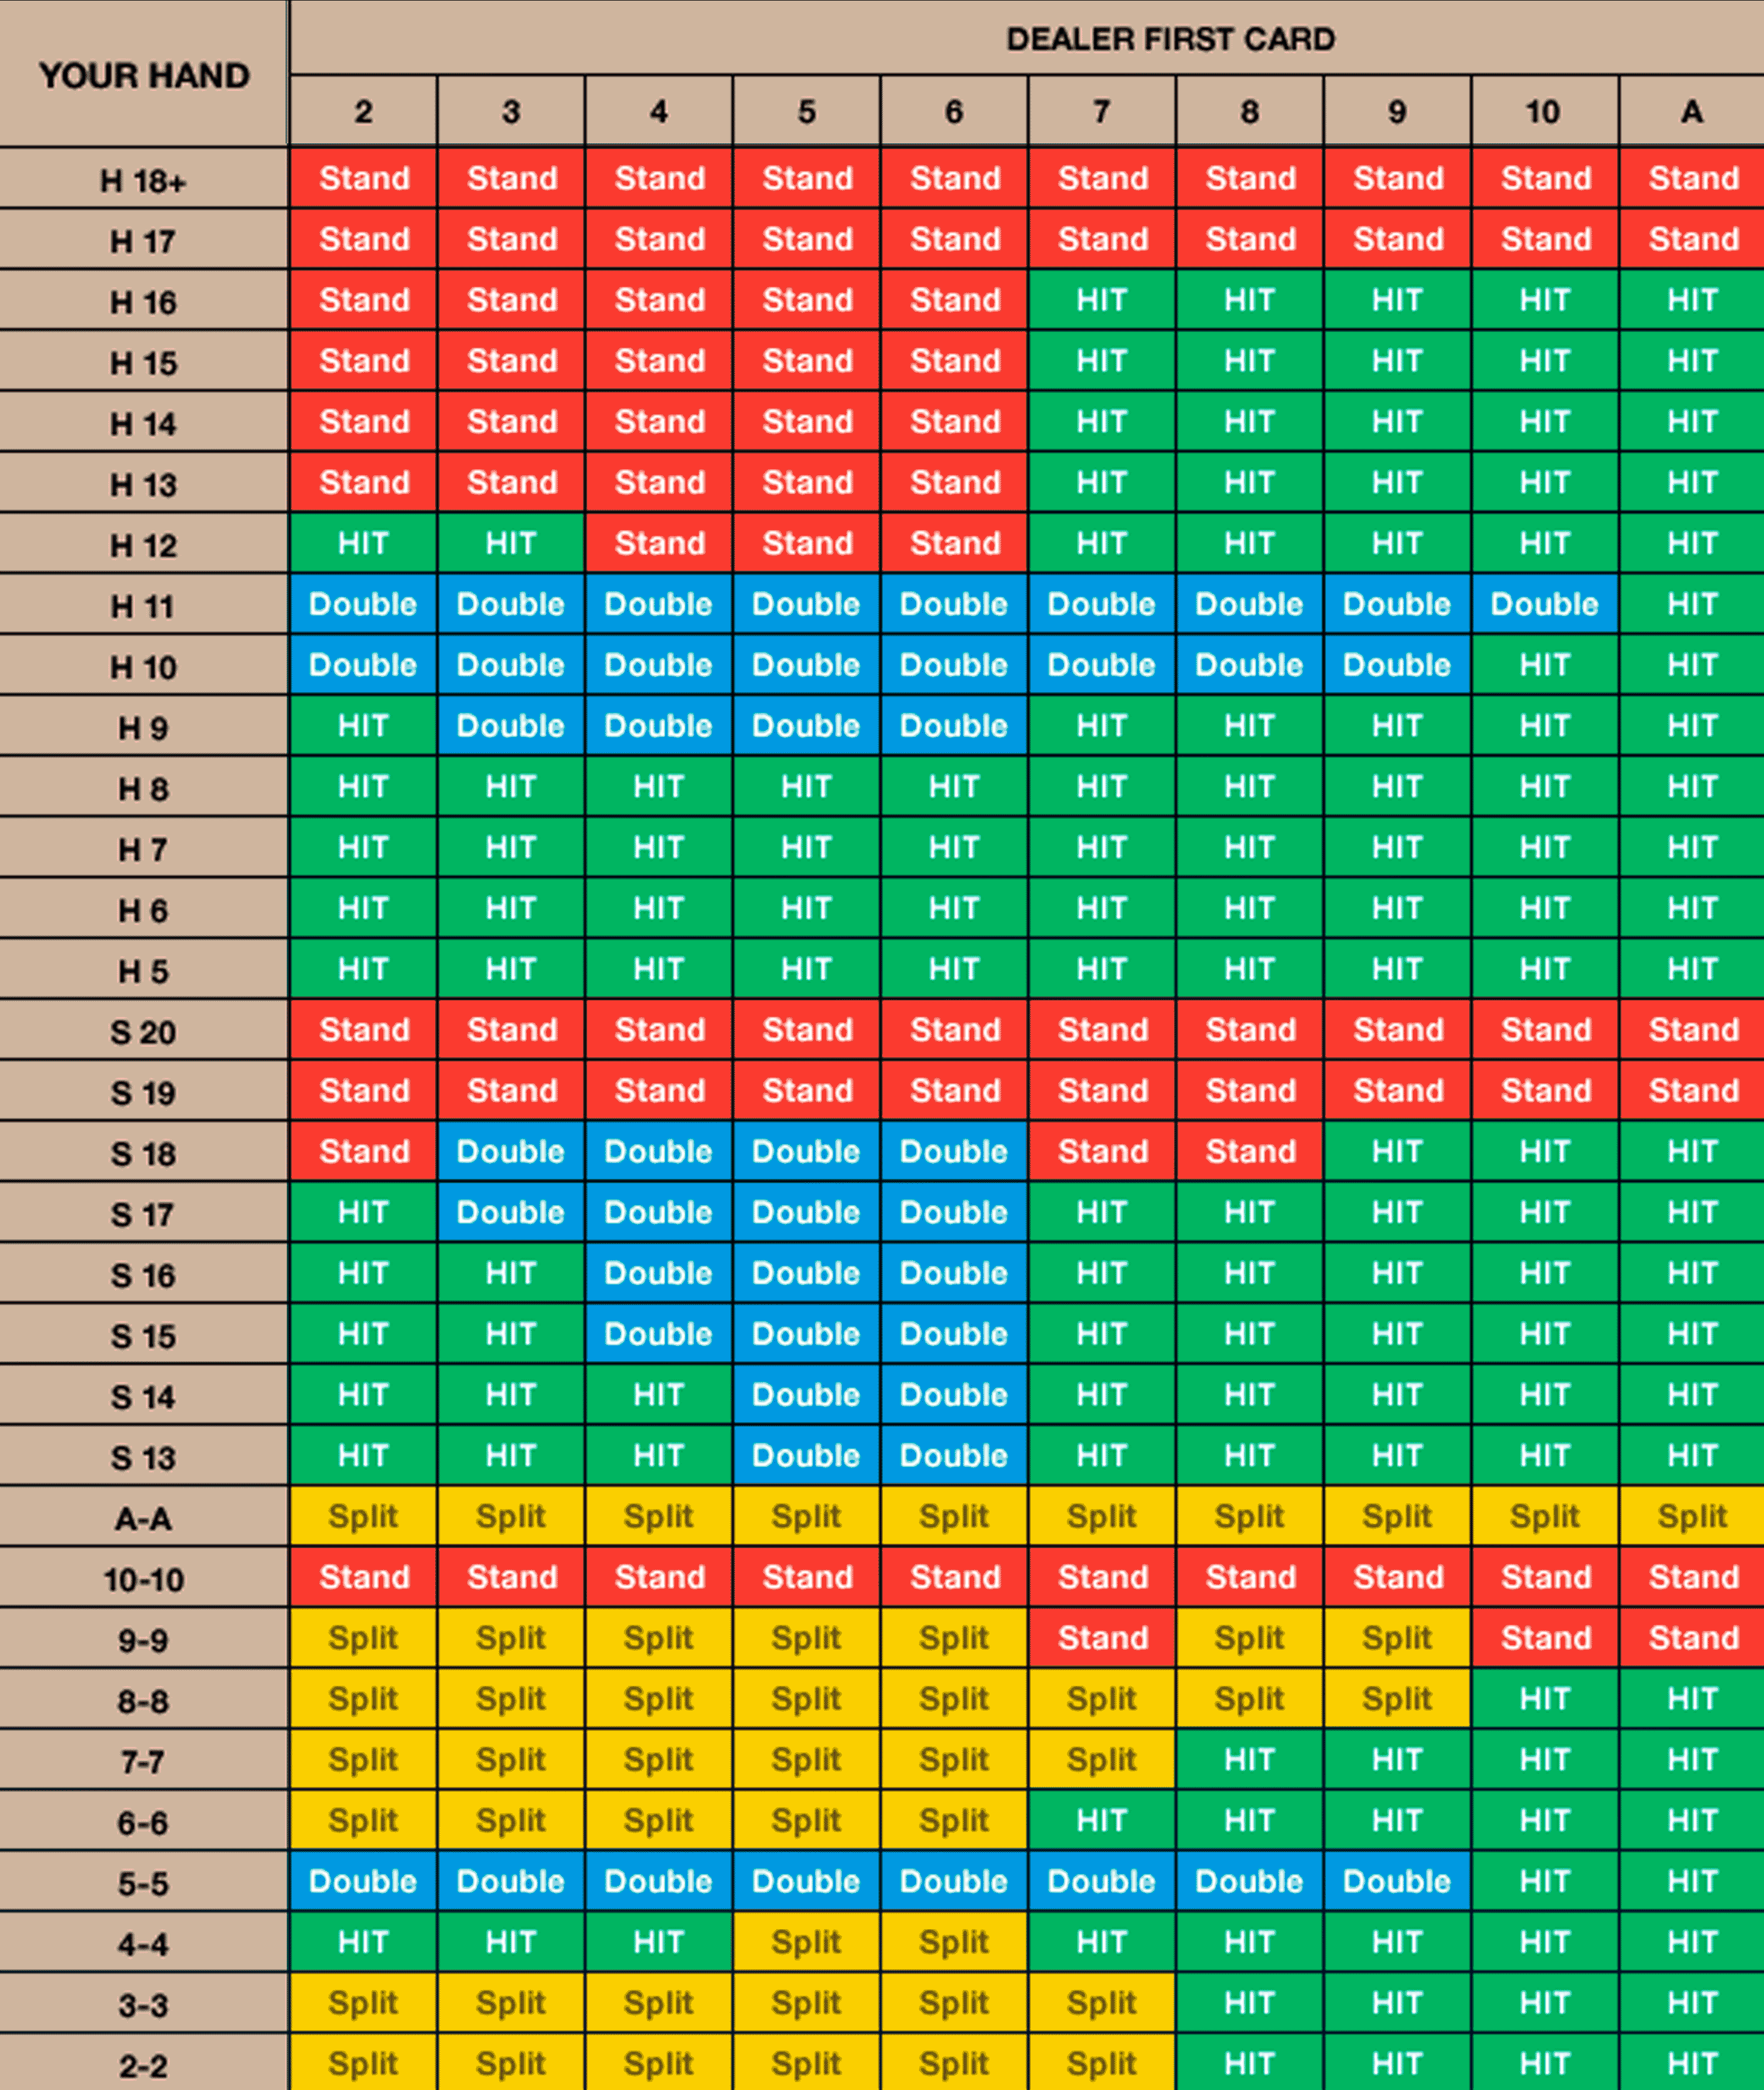 DEALER FIRST CARD
YOUR HAND
2 3 4 5 6 7 8 9 10 A
H 18+ Stand Stand Stand Stand Stand Stand Stand Stand Stand Stand
H 17 Stand Stand Stand Stand Stand Stand Stand Stand Stand Stand
H 16 Stand Stand Stand Stand Stand HIT HIT HIT HIT HIT
H 15 Stand Stand Stand Stand Stand HIT HIT HIT HIT HIT
H 14 Stand Stand Stand Stand Stand HIT HIT HIT HIT HIT
H 13 Stand Stand Stand Stand Stand HIT HIT HIT HIT HIT
H 12 HIT HIT Stand Stand Stand HIT HIT HIT HIT HIT
H 11 Double Double Double Double Double Double Double Double Double HIT
H 10 Double Double Double Double Double Double Double Double HIT HIT
H 9 HIT Double Double Double Double HIT HIT HIT HIT HIT
H 8 HIT HIT HIT HIT HIT HIT HIT HIT HIT HIT
H 7 HIT HIT HIT HIT HIT HIT HIT HIT HIT HIT
H 6 HIT HIT HIT HIT HIT HIT HIT HIT HIT HIT
H 5 HIT HIT HIT HIT HIT HIT HIT HIT HIT HIT
S 20 Stand Stand Stand Stand Stand Stand Stand Stand Stand Stand
S 19 Stand Stand Stand Stand Stand Stand Stand Stand Stand Stand
S 18 Stand Double Double Double Double Stand Stand HIT HIT HIT
S 17 HIT Double Double Double Double HIT HIT HIT HIT HIT
S 16 HIT HIT Double Double Double HIT HIT HIT HIT HIT
S 15 HIT HIT Double Double Double HIT HIT HIT HIT HIT
S 14 HIT HIT HIT Double Double HIT HIT HIT HIT HIT
S 13 HIT HIT HIT Double Double HIT HIT HIT HIT HIT
A-A Split Split Split Split Split Split Split Split Split Split
10-10 Stand Stand Stand Stand Stand Stand Stand Stand Stand Stand
9-9 Split Split Split Split Split Stand Split Split Stand Stand
8-8 Split Split Split Split Split Split Split Split HIT HIT
7-7 Split Split Split Split Split Split HIT HIT HIT HIT
6-6 Split Split Split Split Split HIT HIT HIT HIT HIT
5-5 Double Double Double Double Double Double Double Double HIT HIT
4-4 HIT HIT HIT Split Split HIT HIT HIT HIT HIT
3-3 Split Split Split Split Split Split HIT HIT HIT HIT
2-2 Split Split Split Split Split Split HIT HIT HIT HIT